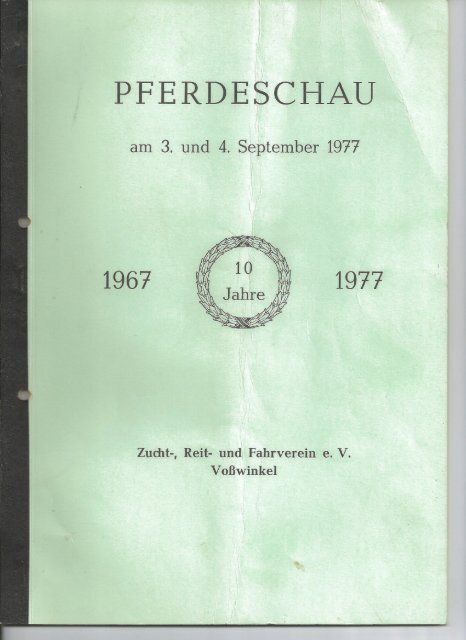 PFERDESCHAU
am 3. und 4. September 1977
1967
10
Jahre
1977
Zucht-, Reit- und Fahrverein e. V.
Voßwinkel